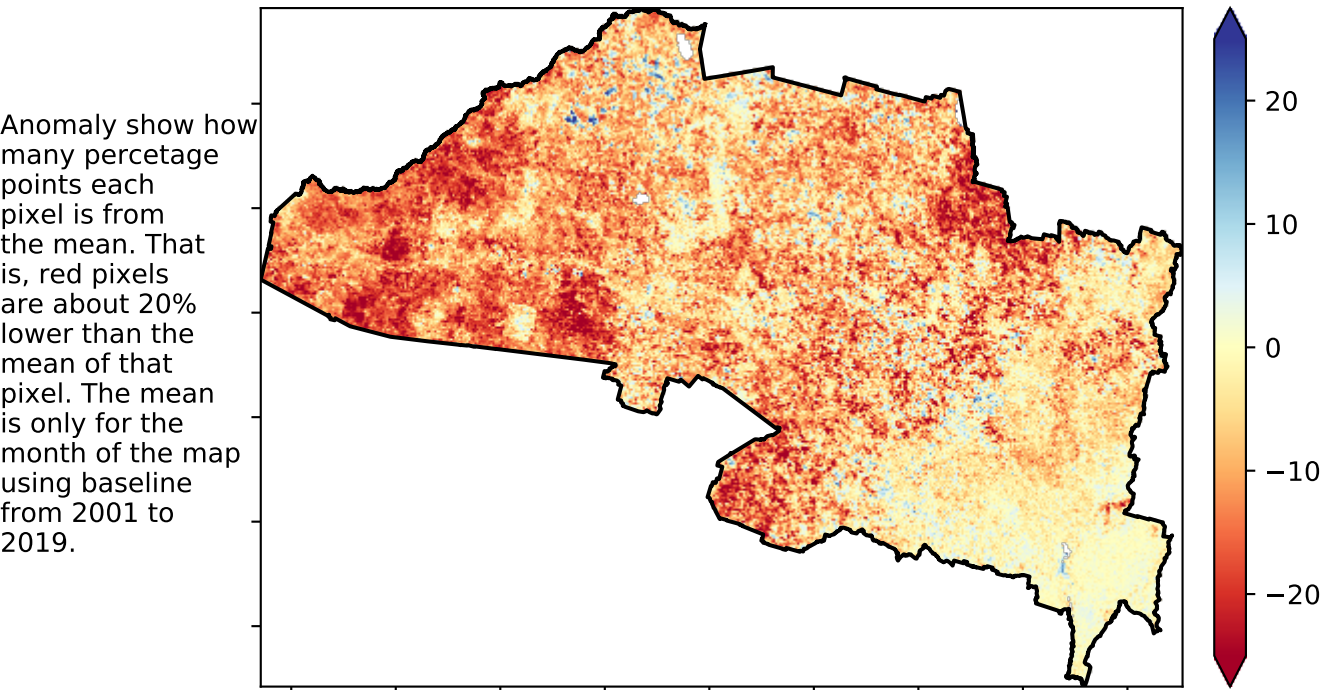 Anomaly show how
many percetage
points each
pixel is from
the mean. That
is, red pixels
are about 20%
lower than the
mean of that
pixel. The mean
is only for the
month of the map
using baseline
from 2001 to
2019.
20
10
0
−10
−20